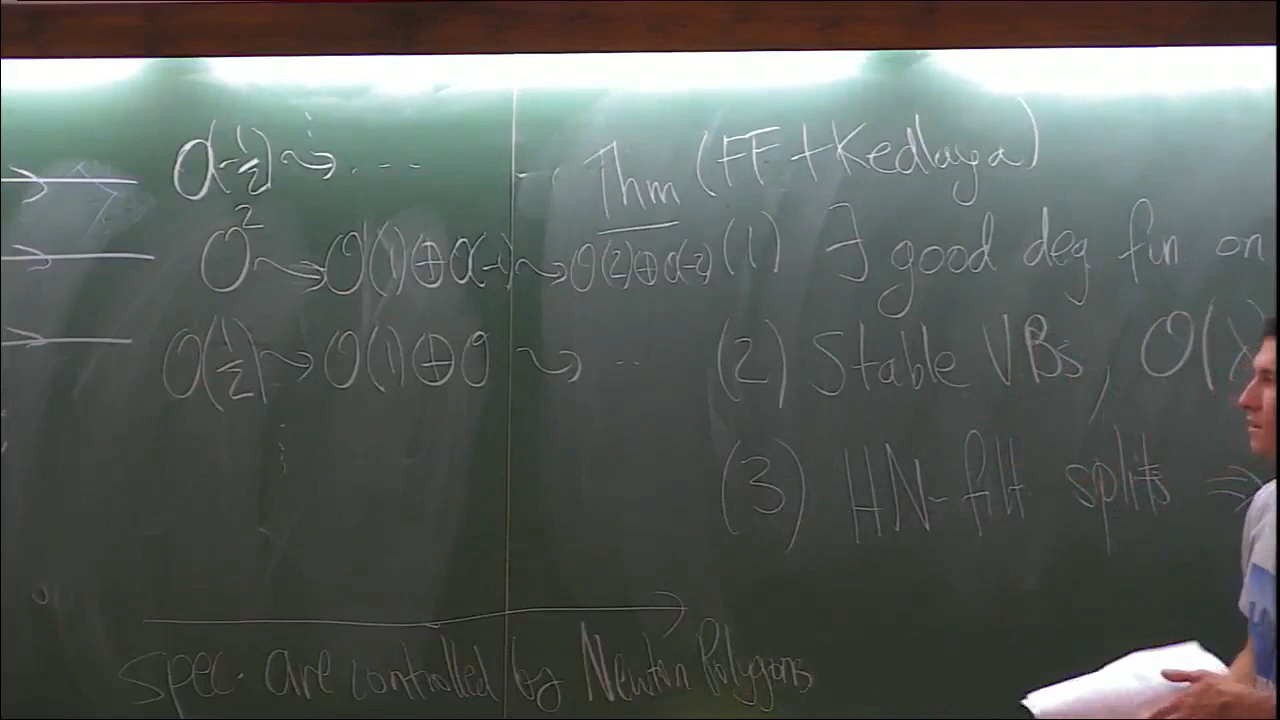 O(-1/2) ⇝ . ...
O² ⇝ O(1)⊕O(-1) ⇝ O(2)⊕O(-2)
O(1/2) ⇝ O(1)⊕O ⇝ ...
spec. are controlled by Newton Polygons
Thm (FF + Kedlaya)
(1) ∃ good deg fun on
(2) Stable VBs, O(λ)
(3) HN-filt splits ⇒